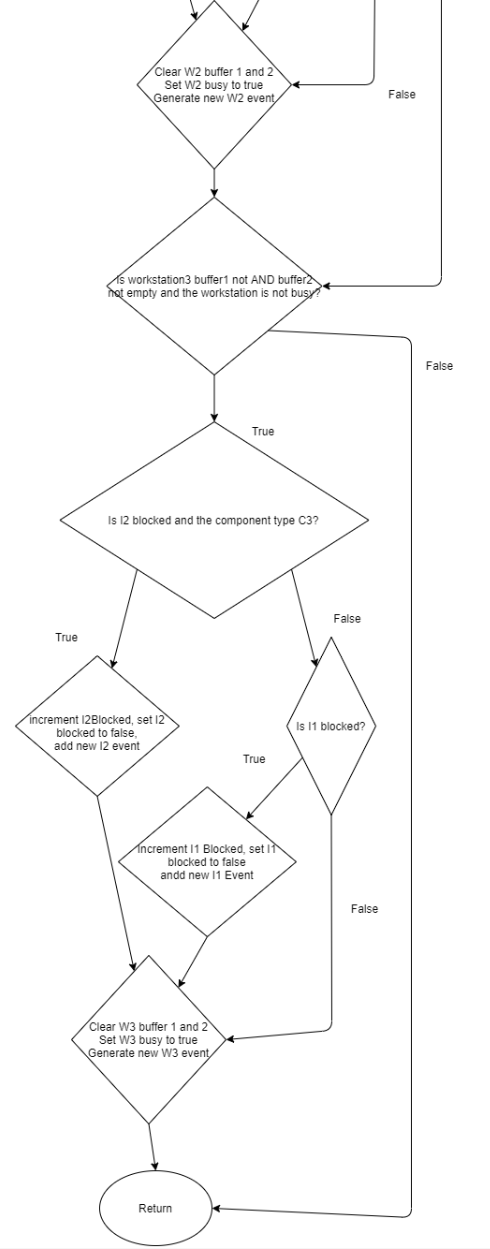 Clear W2 buffer 1 and 2
Set W2 busy to true
Generate new W2 event
False
Is workstation3 buffer1 not AND buffer2
not empty and the workstation is not busy?
False
True
Is I2 blocked and the component type C3?
False
True
increment I2Blocked, set I2
blocked to false,
add new I2 event
Is I1 blocked?
True
Increment I1 Blocked, set I1
blocked to false
andd new I1 Event
False
Clear W3 buffer 1 and 2
Set W3 busy to true
Generate new W3 event
Return